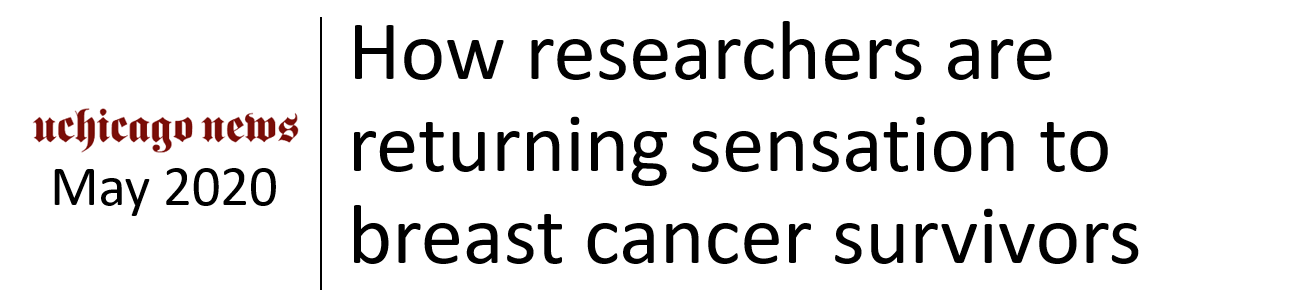 uchicago news
May 2020
How researchers are
returning sensation to
breast cancer survivors